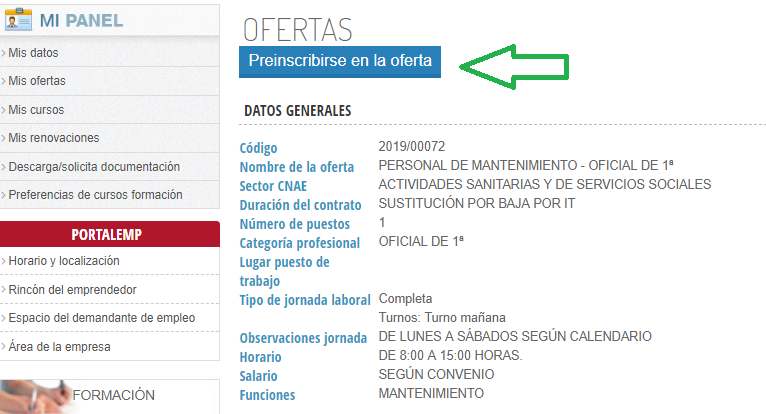 MI PANEL
Mis datos
Mis ofertas
Mis cursos
Mis renovaciones
Descarga/solicita documentación
Preferencias de cursos formación
PORTALEMP
Horario y localización
Rincón del emprendedor
Espacio del demandante de empleo
Área de la empresa
FORMACIÓN
OFERTAS
Preinscribirse en la oferta
DATOS GENERALES
Código 2019/00072
Nombre de la oferta PERSONAL DE MANTENIMIENTO - OFICIAL DE 1ª
Sector CNAE ACTIVIDADES SANITARIAS Y DE SERVICIOS SOCIALES
Duración del contrato SUSTITUCIÓN POR BAJA POR IT
Número de puestos 1
Categoría profesional OFICIAL DE 1ª
Lugar puesto de
trabajo
Tipo de jornada laboral Completa
Turnos: Turno mañana
Observaciones jornada DE LUNES A SÁBADOS SEGÚN CALENDARIO
Horario DE 8:00 A 15:00 HORAS.
Salario SEGÚN CONVENIO
Funciones MANTENIMIENTO